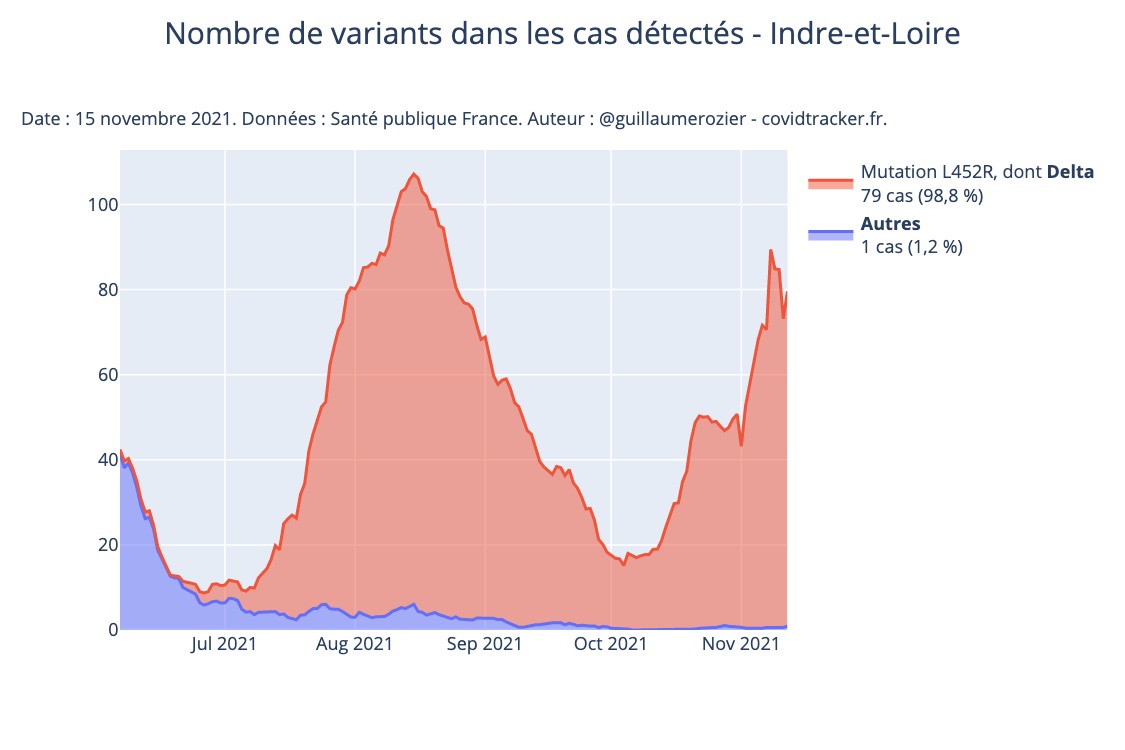 Nombre de variants dans les cas détectés - Indre-et-Loire
Date : 15 novembre 2021. Données : Santé publique France. Auteur : @guillaumerozier - covidtracker.fr.
Mutation L452R, dont Delta
79 cas (98,8 %)
Autres
1 cas (1,2 %)
100
80
60
40
20
0
Jul 2021
Aug 2021
Sep 2021
Oct 2021
Nov 2021